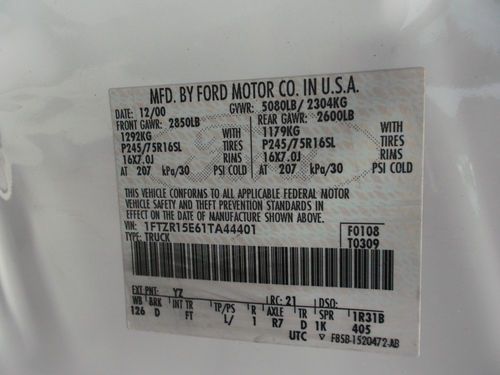 MFD. BY FORD MOTOR CO. IN U.S.A.
DATE: 12/00 GVWR: 5080LB/ 2304KG
FRONT GAWR: 2850LB REAR GAWR: 2600LB
1292KG WITH 1179KG WITH
P245/75R16SL TIRES P245/75R16SL TIRES
16X7.0J RIMS 16X7.0J RIMS
AT 207 kPa/30 PSI COLD AT 207 kPa/30 PSI COLD
THIS VEHICLE CONFORMS TO ALL APPLICABLE FEDERAL MOTOR
VEHICLE SAFETY AND THEFT PREVENTION STANDARDS IN
EFFECT ON THE DATE OF MANUFACTURE SHOWN ABOVE.
VIN: 1FTZR15E61TA44401 F0108
TYPE: TRUCK T0309
EXT PNT: YZ RC: 21 DSO:
WB BRK INT TR TP/PS R AXLE TR SPR 1R31B
126 D FT L/ 1 R7 D 1K 405
UTC F85B-1520472-AB